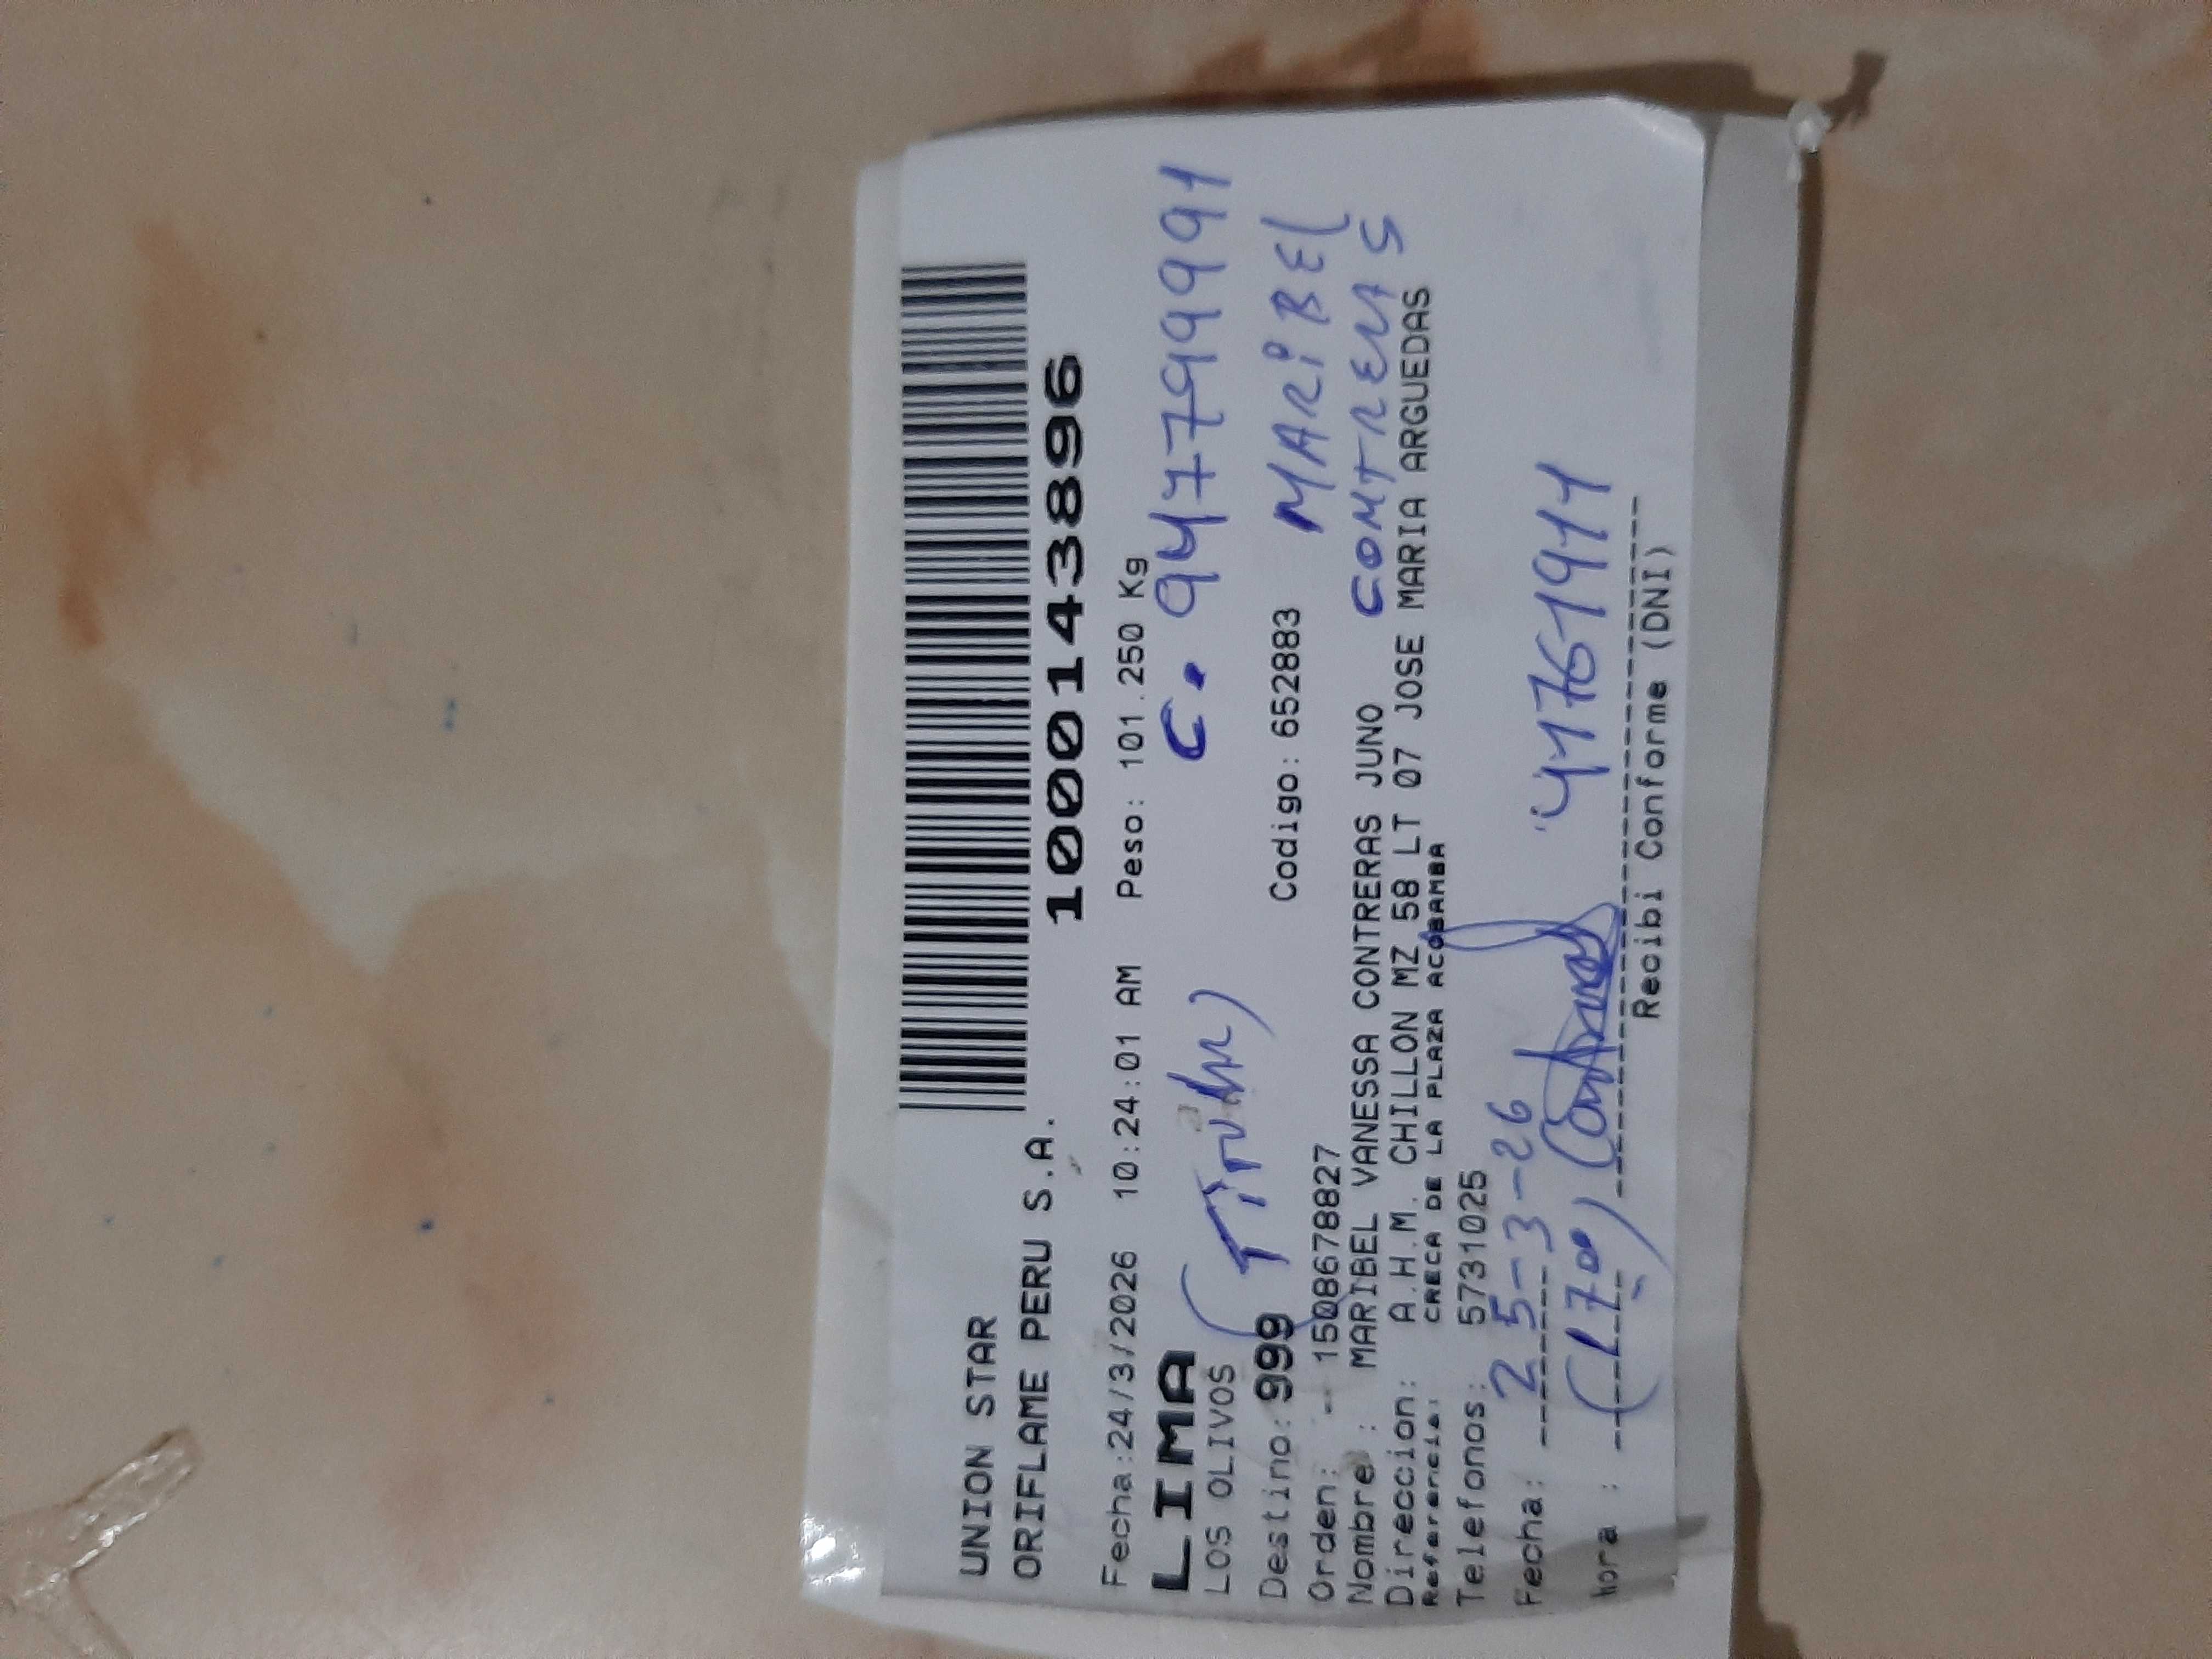 UNION STAR
ORIFLAME PERU S.A.
1000143896
Fecha:24/3/2026 10:24:01 AM Peso: 101.250 Kg
LIMA
C. 947799991
LOS OLIVOS
Destino:999 Codigo: 652883 MARIBEL
Orden: 1508678827
CONTRERAS
Nombre : MARIBEL VANESSA CONTRERAS JUNO
Direccion: A.H.M. CHILLON MZ 58 LT 07 JOSE MARIA ARGUEDAS
Referencia: CRECA DE LA PLAZA ACOBAMBA
Telefonos: 5731025
Fecha: 25-3-26
hora : (1700) 41761911
Recibi Conforme (DNI)